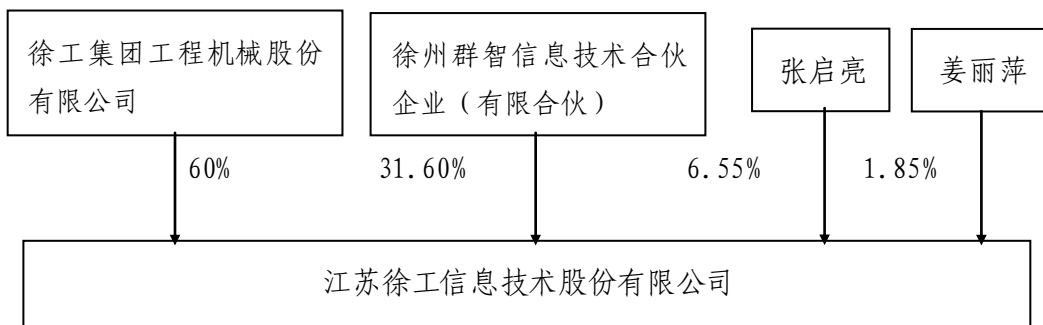 徐工集团工程机械股份
有限公司
徐州群智信息技术合伙
企业（有限合伙）
张启亮
姜丽萍
60%
31.60%
6.55%
1.85%
江苏徐工信息技术股份有限公司